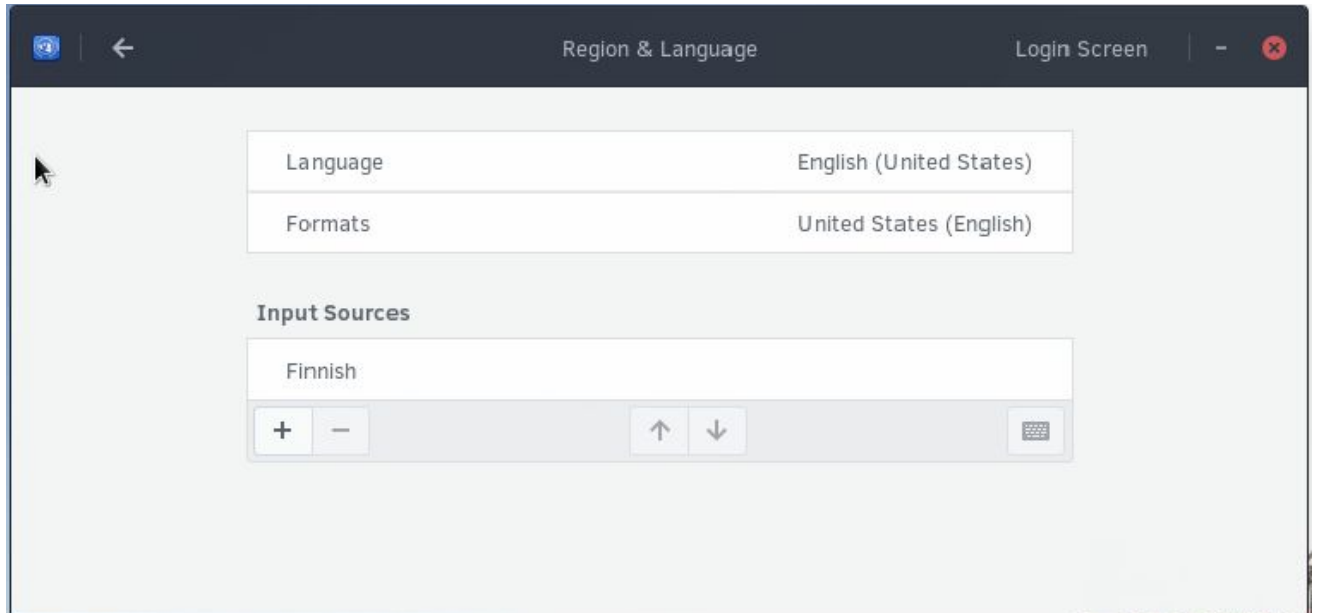 Region & Language
Login Screen
Language
English (United States)
Formats
United States (English)
Input Sources
Finnish